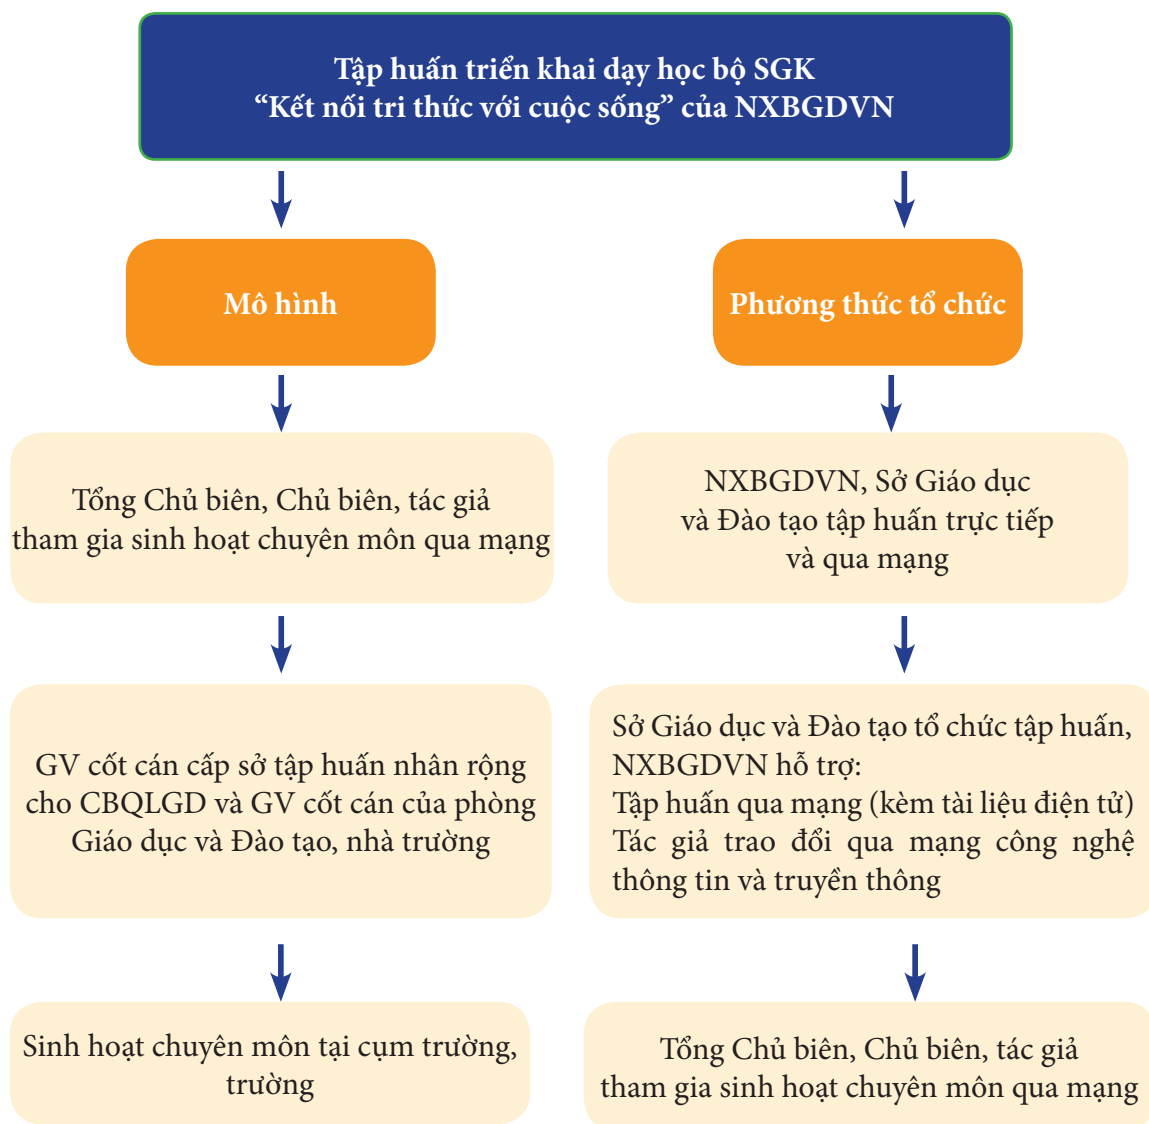 Tập huấn triển khai dạy học bộ SGK
“Kết nối tri thức với cuộc sống” của NXBGDVN
Mô hình
Phương thức tổ chức
Tổng Chủ biên, Chủ biên, tác giả
tham gia sinh hoạt chuyên môn qua mạng
NXBGDVN, Sở Giáo dục
và Đào tạo tập huấn trực tiếp
và qua mạng
GV cốt cán cấp sở tập huấn nhân rộng
cho CBQLGD và GV cốt cán của phòng
Giáo dục và Đào tạo, nhà trường
Sở Giáo dục và Đào tạo tổ chức tập huấn,
NXBGDVN hỗ trợ:
Tập huấn qua mạng (kèm tài liệu điện tử)
Tác giả trao đổi qua mạng công nghệ
thông tin và truyền thông
Sinh hoạt chuyên môn tại cụm trường,
trường
Tổng Chủ biên, Chủ biên, tác giả
tham gia sinh hoạt chuyên môn qua mạng